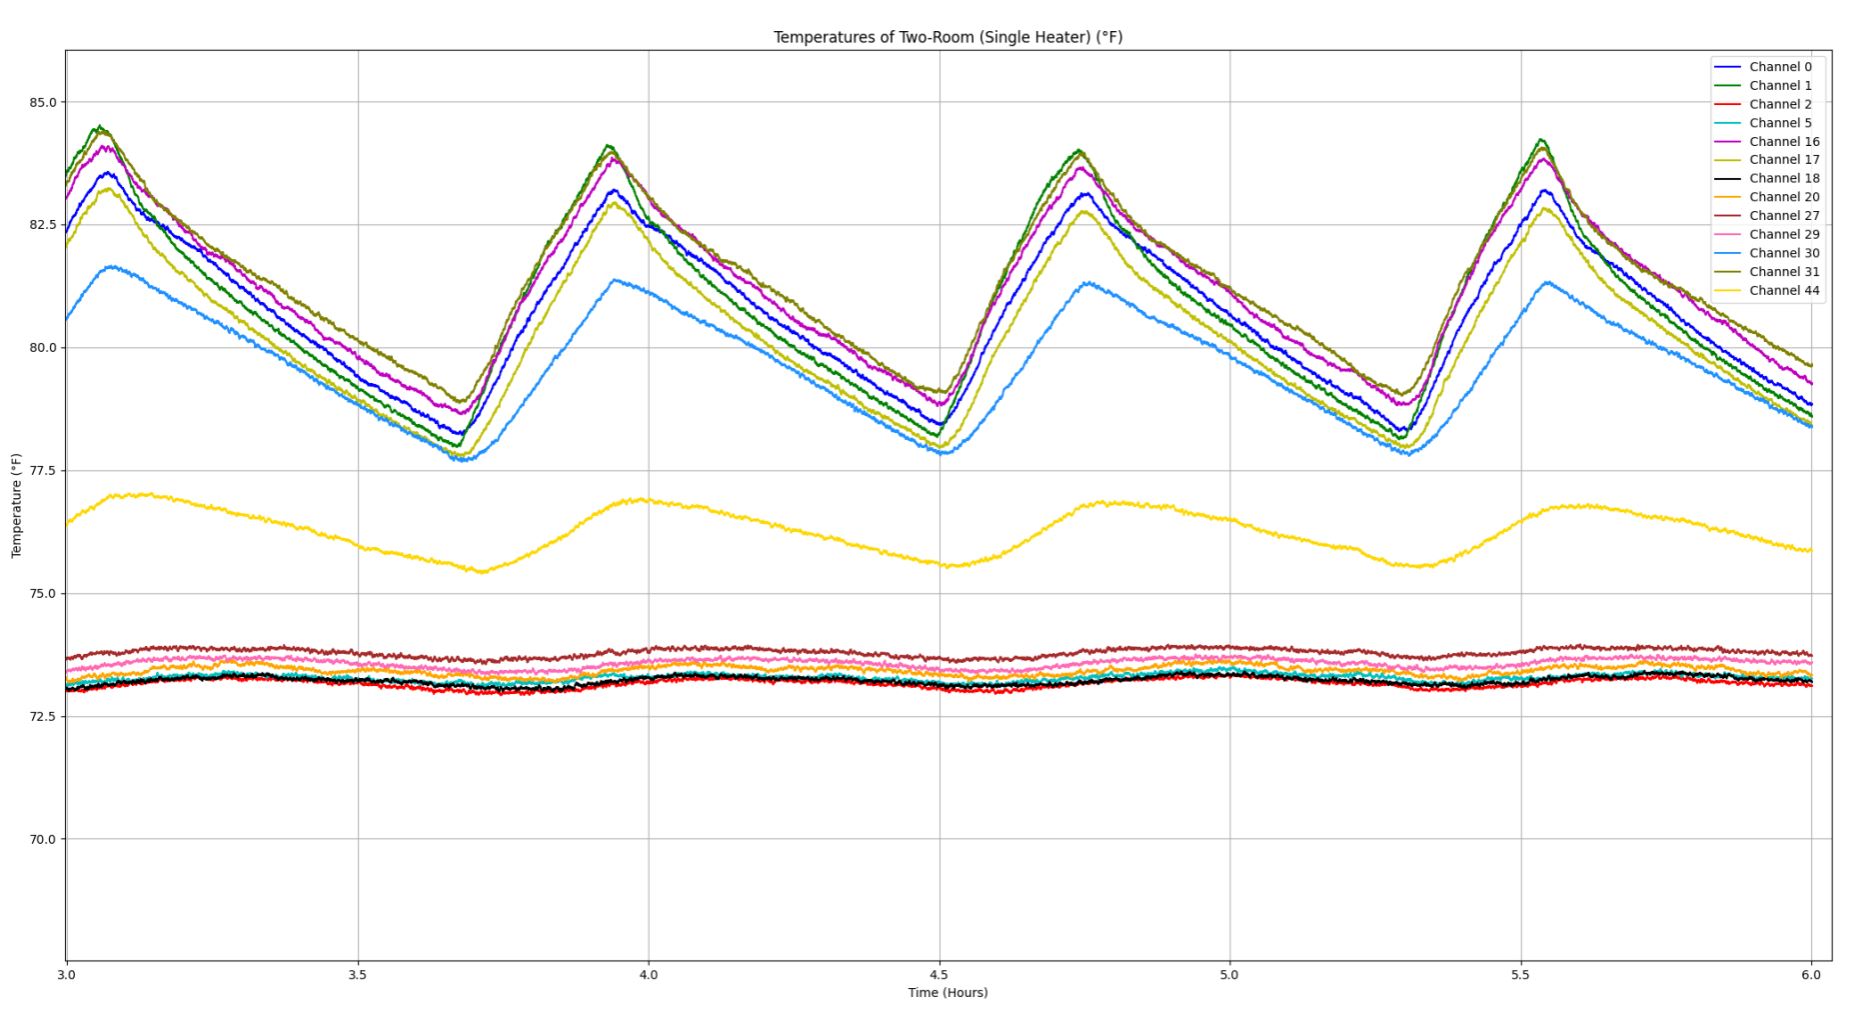 Temperatures of Two-Room (Single Heater) (°F)
Temperature (°F)
85.0
82.5
80.0
77.5
75.0
72.5
70.0
Channel 0
Channel 1
Channel 2
Channel 5
Channel 16
Channel 17
Channel 18
Channel 20
Channel 27
Channel 29
Channel 30
Channel 31
Channel 44
3.0 3.5 4.0 4.5 5.0 5.5 6.0
Time (Hours)